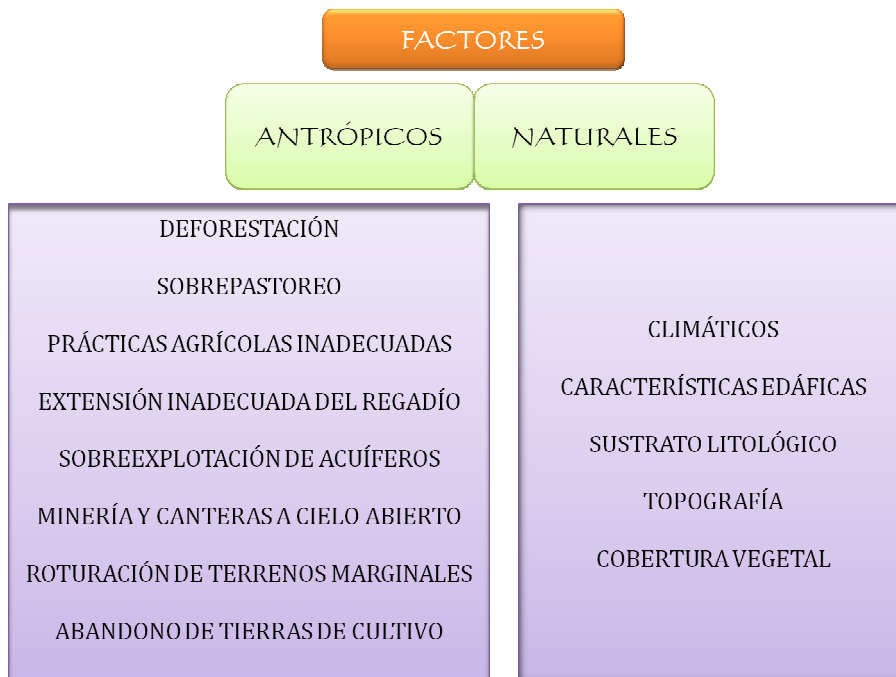 FACTORES
ANTRÓPICOS
NATURALES
DEFORESTACIÓN
SOBREPASTOREO
PRÁCTICAS AGRÍCOLAS INADECUADAS
EXTENSIÓN INADECUADA DEL REGADÍO
SOBREEXPLOTACIÓN DE ACUÍFEROS
MINERÍA Y CANTERAS A CIELO ABIERTO
ROTURACIÓN DE TERRENOS MARGINALES
ABANDONO DE TIERRAS DE CULTIVO
CLIMÁTICOS
CARACTERÍSTICAS EDÁFICAS
SUSTRATO LITOLÓGICO
TOPOGRAFÍA
COBERTURA VEGETAL